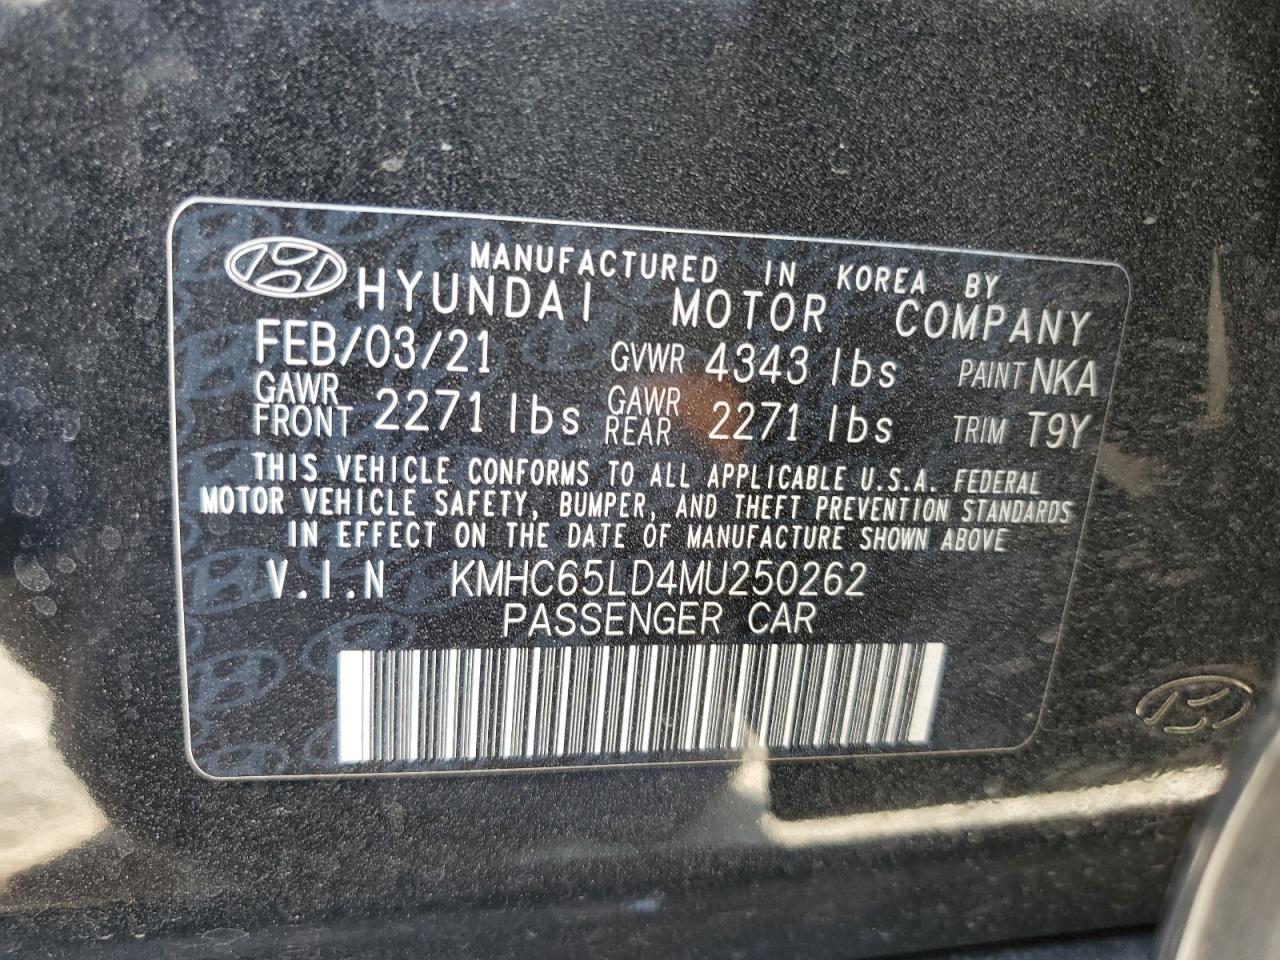 MANUFACTURED IN KOREA BY
HYUNDAI MOTOR COMPANY
FEB/03/21 GVWR 4343 lbs PAINT NKA
GAWR FRONT 2271 lbs GAWR REAR 2271 lbs TRIM T9Y
THIS VEHICLE CONFORMS TO ALL APPLICABLE U.S.A. FEDERAL
MOTOR VEHICLE SAFETY, BUMPER, AND THEFT PREVENTION STANDARDS
IN EFFECT ON THE DATE OF MANUFACTURE SHOWN ABOVE
V.I.N KMHC65LD4MU250262
PASSENGER CAR